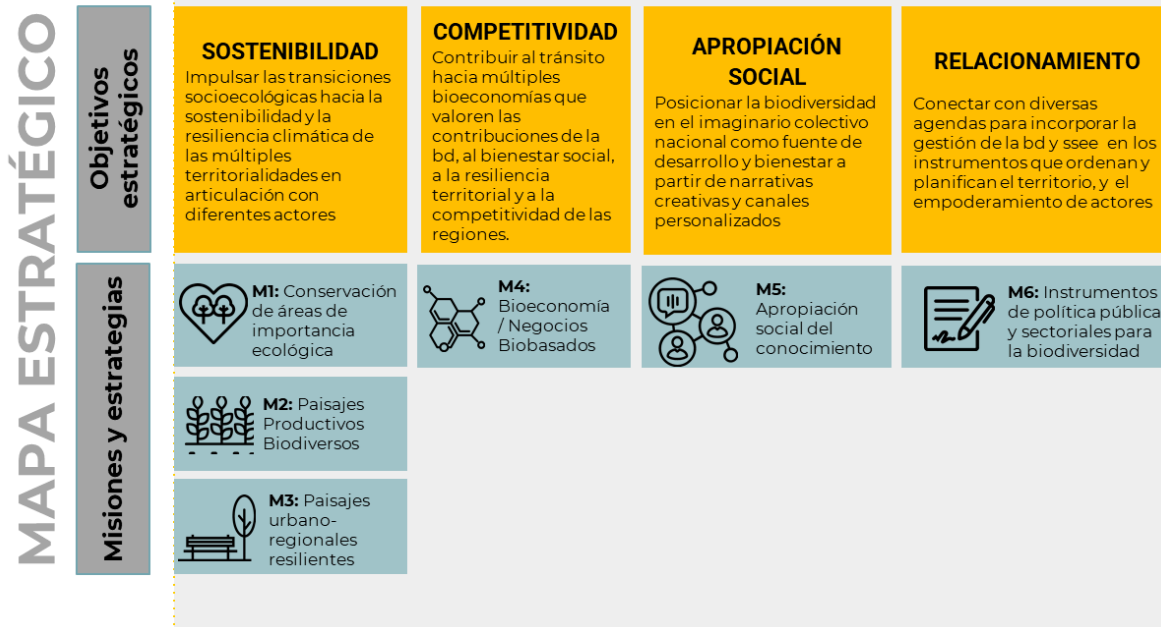 MAPA ESTRATÉGICO
Objetivos
estratégicos
SOSTENIBILIDAD
Impulsar las transiciones
socioecológicas hacia la
sostenibilidad y la
resiliencia climática de
las múltiples
territorialidades en
articulación con
diferentes actores
COMPETITIVIDAD
Contribuir al tránsito
hacia múltiples
bioeconomías que
valoren las
contribuciones de la
bd, al bienestar social,
a la resiliencia
territorial y a la
competitividad de las
regiones.
APROPIACIÓN
SOCIAL
Posicionar la biodiversidad
en el imaginario colectivo
nacional como fuente de
desarrollo y bienestar a
partir de narrativas
creativas y canales
personalizados
RELACIONAMIENTO
Conectar con diversas
agendas para incorporar la
gestión de la bd y ssee en los
instrumentos que ordenan y
planifican el territorio, y el
empoderamiento de actores
Misiones y estrategias
M1: Conservación
de áreas de
importancia
ecológica
M2: Paisajes
Productivos
Biodiversos
M3: Paisajes
urbano-
regionales
resilientes
M4:
Bioeconomía
/ Negocios
Biobasados
M5:
Apropiación
social del
conocimiento
M6: Instrumentos
de política pública
y sectoriales para
la biodiversidad